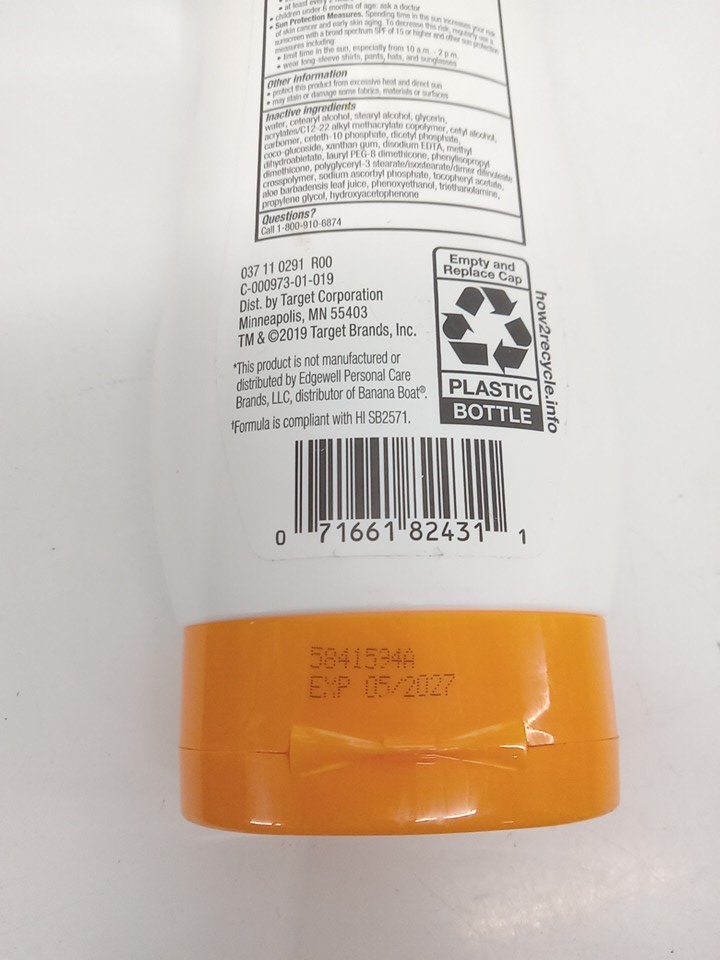 • at least every 2 hours
• children under 6 months of age: ask a doctor
• Sun Protection Measures. Spending time in the sun increases your risk
of skin cancer and early skin aging. To decrease this risk, regularly use a
sunscreen with a broad spectrum SPF of 15 or higher and other sun protection
measures including:
• limit time in the sun, especially from 10 a.m. - 2 p.m.
• wear long-sleeve shirts, pants, hats, and sunglasses
Other information
• protect this product from excessive heat and direct sun
• may stain or damage some fabrics, materials or surfaces
Inactive ingredients
water, cetearyl alcohol, stearyl alcohol, glycerin,
acrylates/C12-22 alkyl methacrylate copolymer, cetyl alcohol,
carbomer, ceteth-10 phosphate, dicetyl phosphate,
coco-glucoside, xanthan gum, disodium EDTA, methyl
dihydroabietate, lauryl PEG-8 dimethicone, phenylisopropyl
dimethicone, polyglyceryl-3 stearate/isostearate/dimer dilinoleate
crosspolymer, sodium ascorbyl phosphate, tocopheryl acetate,
aloe barbadensis leaf juice, phenoxyethanol, triethanolamine,
propylene glycol, hydroxyacetophenone
Questions?
Call 1-800-910-6874
037 11 0291 R00
C-000973-01-019
Dist. by Target Corporation
Minneapolis, MN 55403
TM & ©2019 Target Brands, Inc.
*This product is not manufactured or
distributed by Edgewell Personal Care
Brands, LLC, distributor of Banana Boat®.
†Formula is compliant with HI SB2571.
Empty and
Replace Cap
PLASTIC
BOTTLE
how2recycle.info
0 71661 82431 1
5841594A
EXP 05/2027